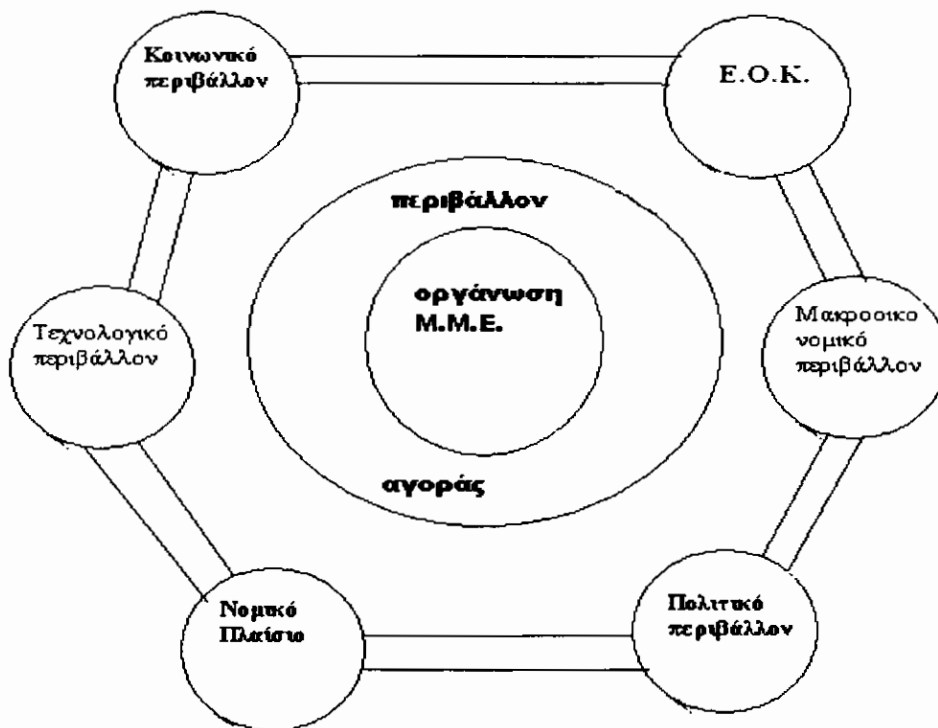 Κοινωνικό
περιβάλλον
Ε.Ο.Κ.
περιβάλλον
οργάνωση
Μ.Μ.Ε.
αγοράς
Τεχνολογικό
περιβάλλον
Μακροοικο
νομικό
περιβάλλον
Νομικό
Πλαίσιο
Πολιτικό
περιβάλλον